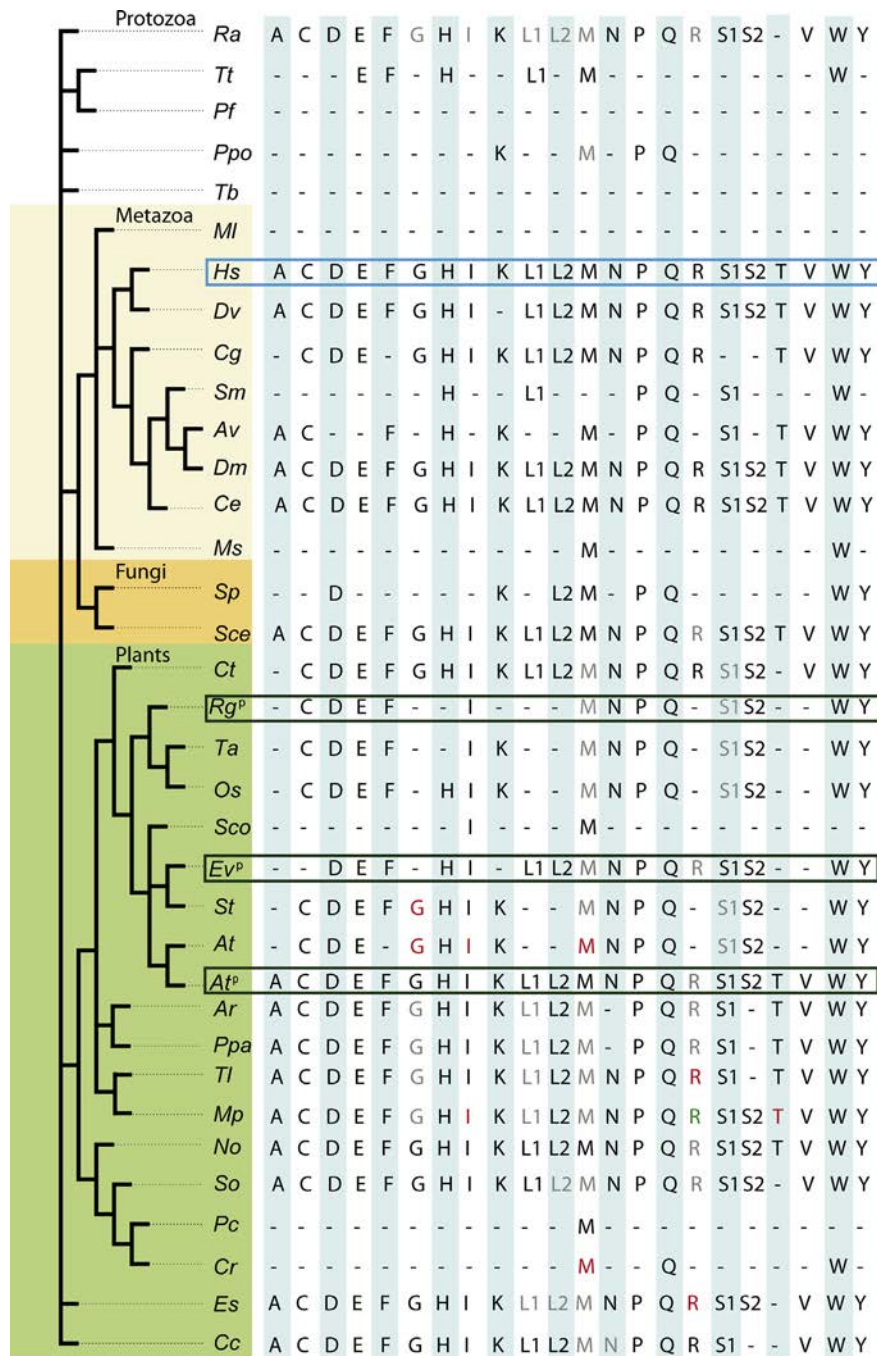 Protozoa
Ra A C D E F G H I K L1 L2 M N P Q R S1 S2 - V W Y
Tt - - - E F - H - - L1 - M - - - - - - - - W -
Pf - - - - - - - - - - - - - - - - - - - - - -
Ppo - - - - - - - - K - - M - P Q - - - - - - -
Tb - - - - - - - - - - - - - - - - - - - - - -
Metazoa
Ml - - - - - - - - - - - - - - - - - - - - - -
Hs A C D E F G H I K L1 L2 M N P Q R S1 S2 T V W Y
Dv A C D E F G H I - L1 L2 M N P Q R S1 S2 T V W Y
Cg - C D E - G H I K L1 L2 M N P Q R - - T V W Y
Sm - - - - - - H - - L1 - - - P Q - S1 - - - W -
Av A C - - F - H - K - - M - P Q - S1 - T V W Y
Dm A C D E F G H I K L1 L2 M N P Q R S1 S2 T V W Y
Ce A C D E F G H I K L1 L2 M N P Q R S1 S2 T V W Y
Ms - - - - - - - - - - - M - - - - - - - - W -
Fungi
Sp - - D - - - - - K - L2 M - P Q - - - - - W Y
Sce A C D E F G H I K L1 L2 M N P Q R S1 S2 T V W Y
Plants
Ct - C D E F G H I K L1 L2 M N P Q R S1 S2 - V W Y
Rgᵖ - C D E F - - I - - - M N P Q - S1 S2 - - W Y
Ta - C D E F - - I K - - M N P Q - S1 S2 - - W Y
Os - C D E F - H I K - - M N P Q - S1 S2 - - W Y
Sco - - - - - - - I - - - M - - - - - - - - - -
Evᵖ - - D E F - H I - L1 L2 M N P Q R S1 S2 - - W Y
St - C D E F G H I K - - M N P Q - S1 S2 - - W Y
At - C D E - G H I K - - M N P Q - S1 S2 - - W Y
Atᵖ A C D E F G H I K L1 L2 M N P Q R S1 S2 T V W Y
Ar A C D E F G H I K L1 L2 M - P Q R S1 - T V W Y
Ppa A C D E F G H I K L1 L2 M - P Q R S1 - T V W Y
Tl A C D E F G H I K L1 L2 M N P Q R S1 - T V W Y
Mp A C D E F G H I K L1 L2 M N P Q R S1 S2 T V W Y
No A C D E F G H I K L1 L2 M N P Q R S1 S2 T V W Y
So A C D E F G H I K L1 L2 M N P Q R S1 S2 - V W Y
Pc - - - - - - - - - - - M - - - - - - - - - -
Cr - - - - - - - - - - - M - - Q - - - - - W -
Es A C D E F G H I K L1 L2 M N P Q R S1 S2 - V W Y
Cc A C D E F G H I K L1 L2 M N P Q R S1 - - V W Y